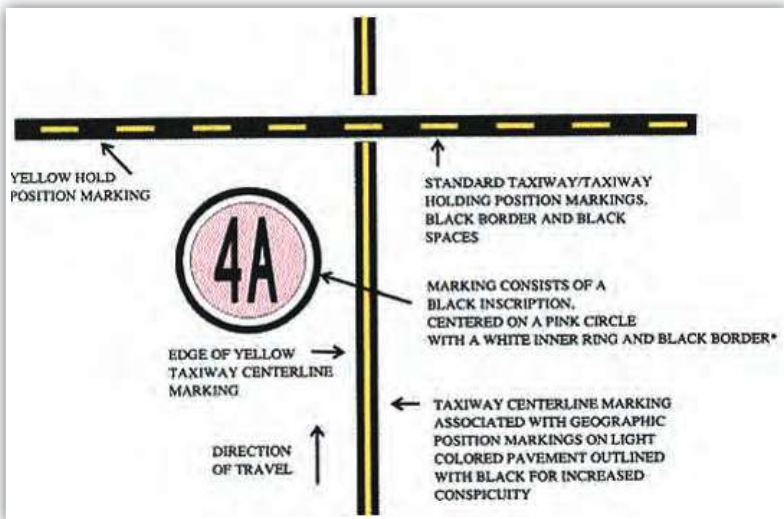 YELLOW HOLD
POSITION MARKING
STANDARD TAXIWAY/TAXIWAY
HOLDING POSITION MARKINGS,
BLACK BORDER AND BLACK
SPACES
4A
MARKING CONSISTS OF A
BLACK INSCRIPTION,
CENTERED ON A PINK CIRCLE
WITH A WHITE INNER RING AND BLACK BORDER*
EDGE OF YELLOW
TAXIWAY CENTERLINE
MARKING
TAXIWAY CENTERLINE MARKING
ASSOCIATED WITH GEOGRAPHIC
POSITION MARKINGS ON LIGHT
COLORED PAVEMENT OUTLINED
WITH BLACK FOR INCREASED
CONSPICUITY
DIRECTION
OF TRAVEL